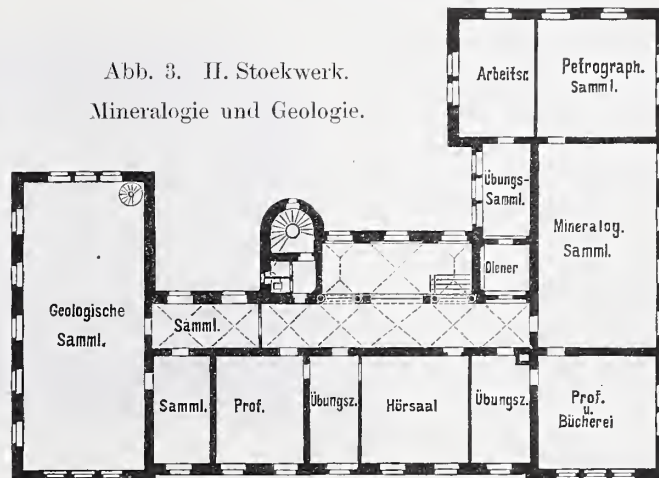 Abb. 3. II. Stockwerk.
Mineralogie und Geologie.
Arbeitsr.
Petrograph.
Samml.
Übungs-
Samml.
Mineralog.
Samml.
Diener
Geologische
Samml.
Samml.
Samml.
Prof.
Übungsz.
Hörsaal
Übungsz.
Prof.
u.
Bücherei